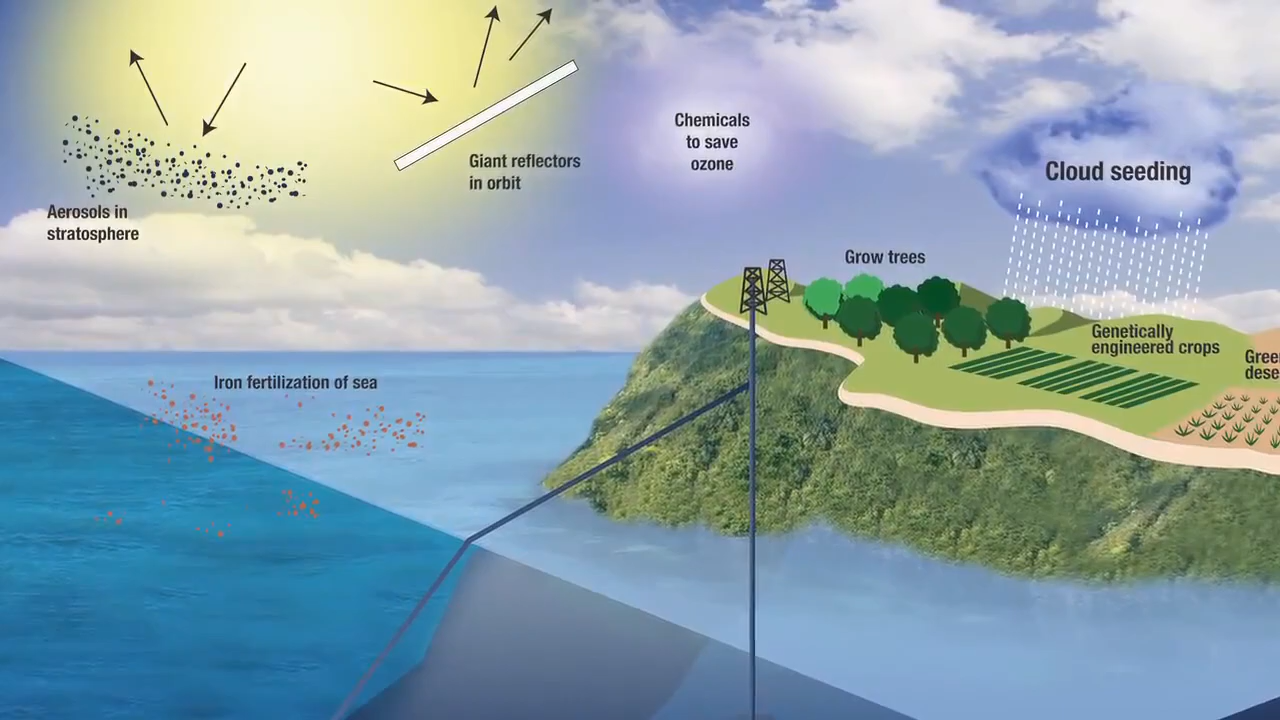 Chemicals
to save
ozone
Giant reflectors
in orbit
Cloud seeding
Aerosols in
stratosphere
Grow trees
Genetically
engineered crops
Iron fertilization of sea